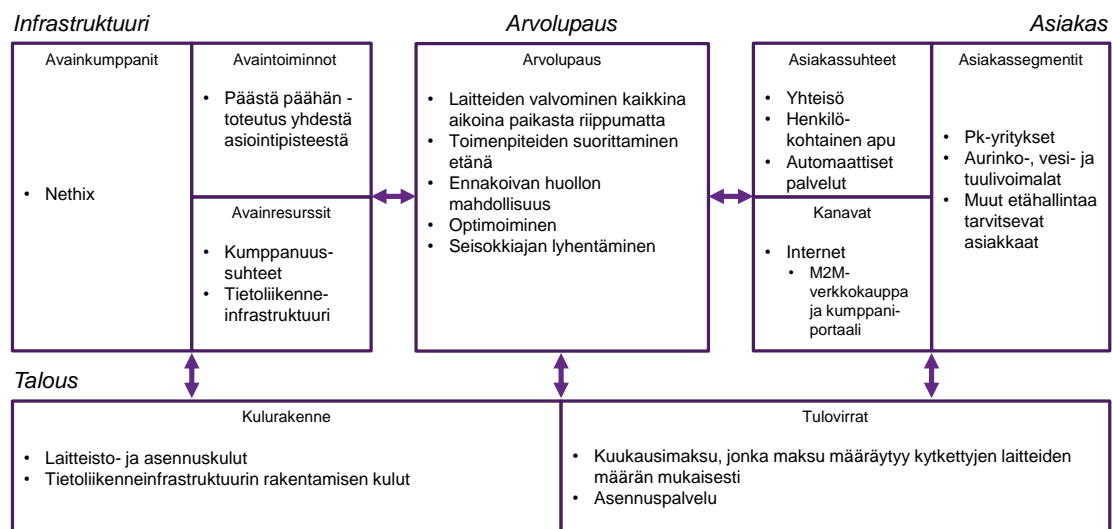 Infrastruktuuri
Arvolupaus
Asiakas
Avainkumppanit
• Nethix
Avaintoiminnot
• Päästä päähän -
toteutus yhdestä
asiointipisteestä
Avainresurssit
• Kumppanuus-
suhteet
• Tietoliikenne-
infrastruktuuri
Arvolupaus
• Laitteiden valvominen kaikkina
aikoina paikasta riippumatta
• Toimenpiteiden suorittaminen
etänä
• Ennakoivan huollon
mahdollisuus
• Optimoiminen
• Seisokkiajan lyhentäminen
Asiakassuhteet
• Yhteisö
• Henkilö-
kohtainen apu
• Automaattiset
palvelut
Kanavat
• Internet
• M2M-
verkkokauppa
ja kumppani-
portaali
Asiakassegmentit
• Pk-yritykset
• Aurinko-, vesi- ja
tuulivoimalat
• Muut etähallintaa
tarvitsevat
asiakkaat
Talous
Kulurakenne
• Laitteisto- ja asennuskulut
• Tietoliikenneinfrastruktuurin rakentamisen kulut
Tulovirrat
• Kuukausimaksu, jonka maksu määräytyy kytkettyjen laitteiden
määrän mukaisesti
• Asennuspalvelu